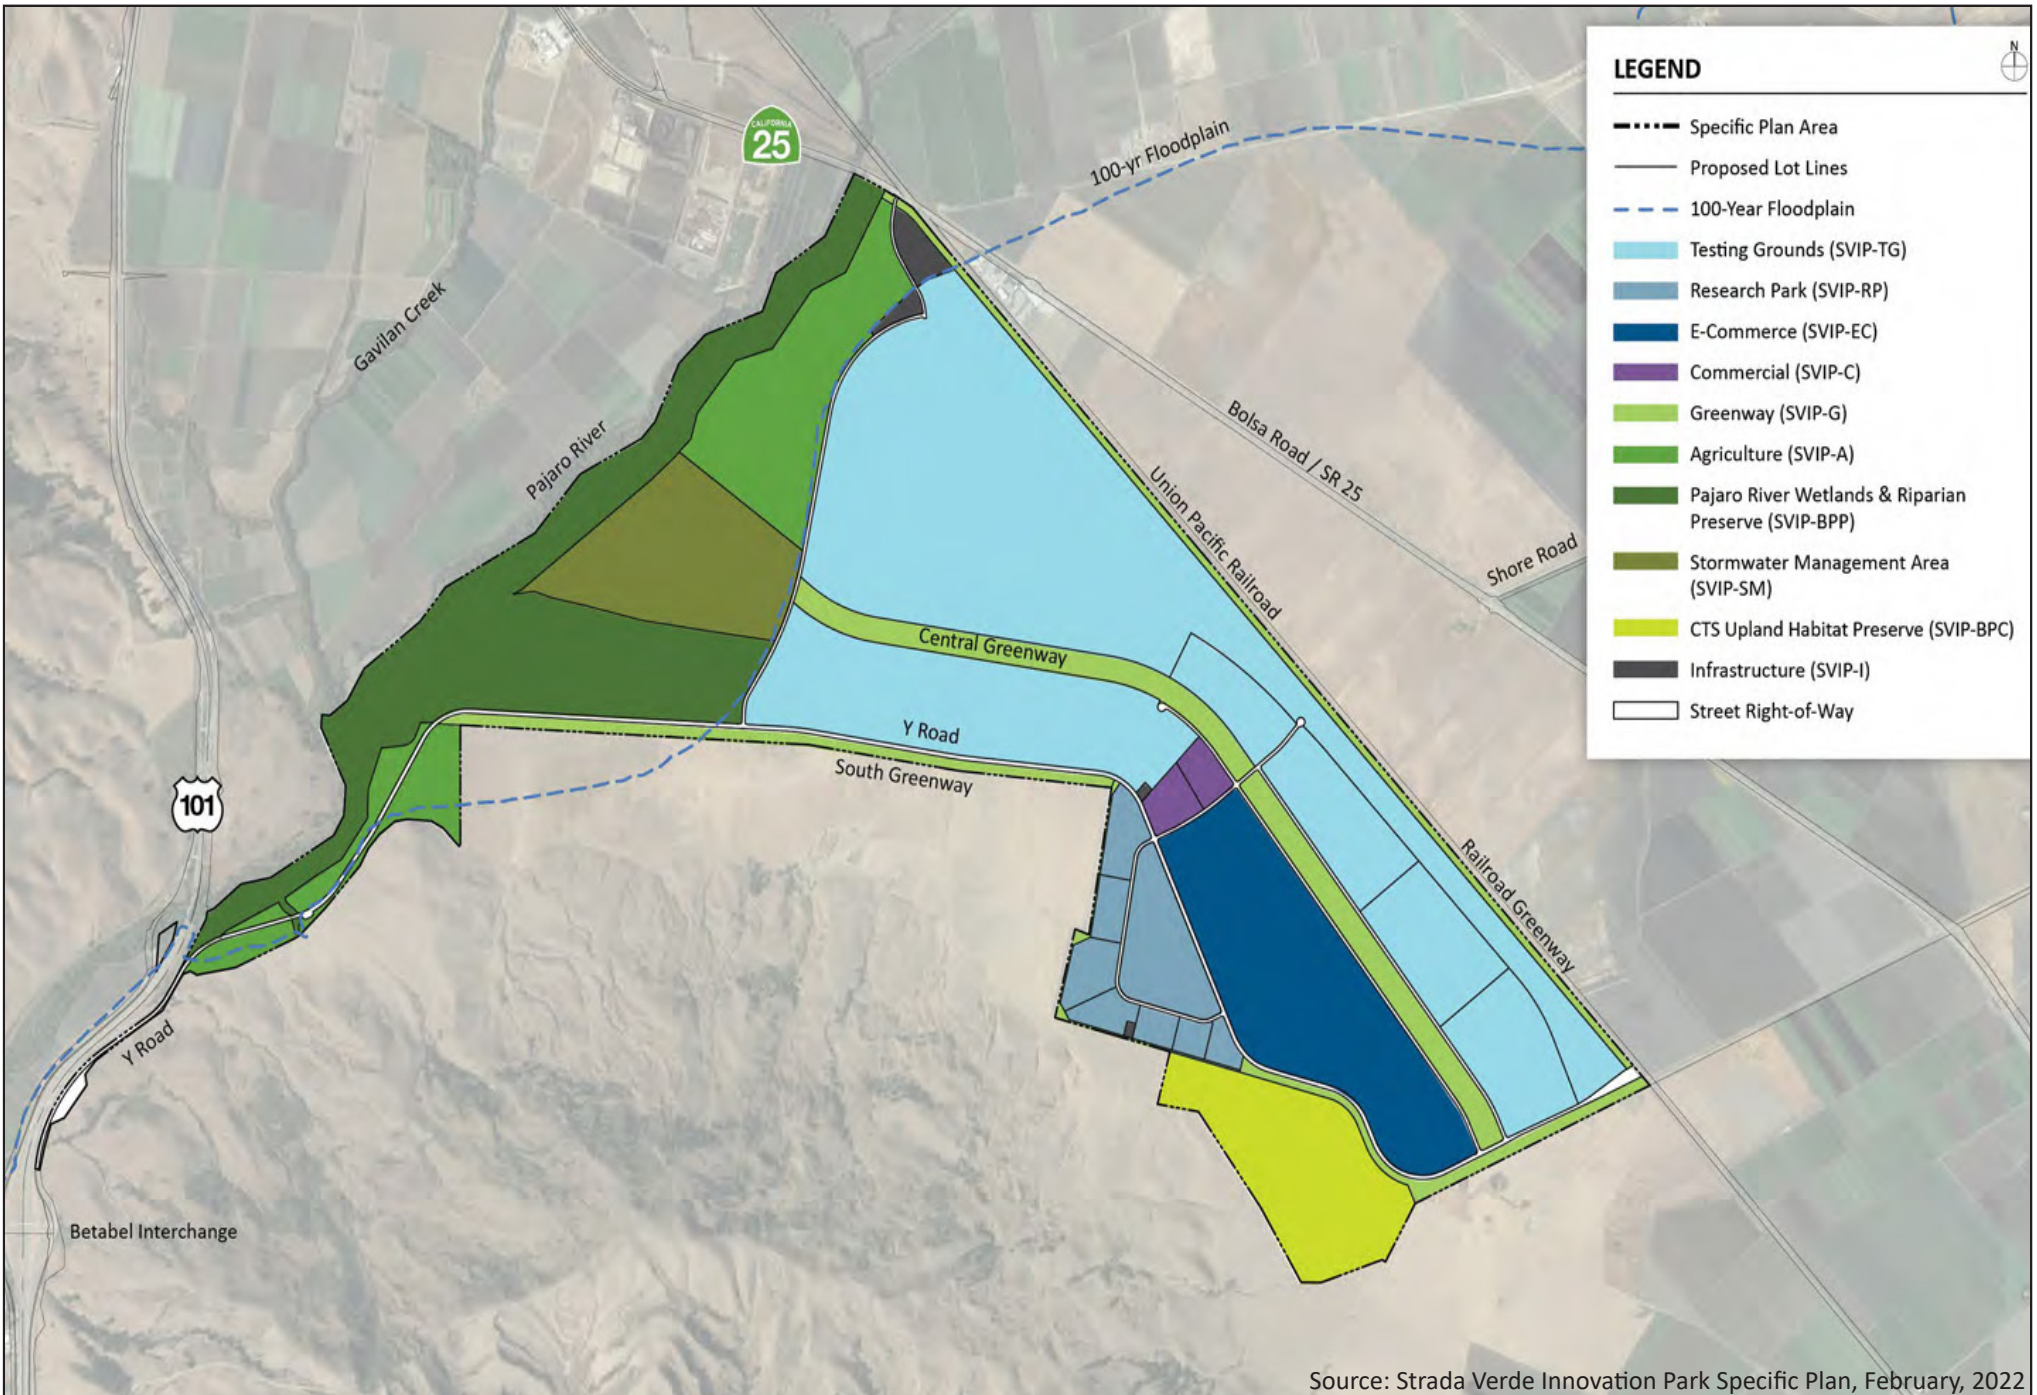 LEGEND
N
Specific Plan Area
Proposed Lot Lines
100-Year Floodplain
Testing Grounds (SVIP-TG)
Research Park (SVIP-RP)
E-Commerce (SVIP-EC)
Commercial (SVIP-C)
Greenway (SVIP-G)
Agriculture (SVIP-A)
Pajaro River Wetlands & Riparian
Preserve (SVIP-BPP)
Stormwater Management Area
(SVIP-SM)
CTS Upland Habitat Preserve (SVIP-BPC)
Infrastructure (SVIP-I)
Street Right-of-Way
CALIFORNIA
25
100-yr Floodplain
Gavilan Creek
Pajaro River
Bolsa Road / SR 25
Union Pacific Railroad
Shore Road
Central Greenway
Y Road
South Greenway
101
Railroad Greenway
Y Road
Betabel Interchange
Source: Strada Verde Innovation Park Specific Plan, February, 2022